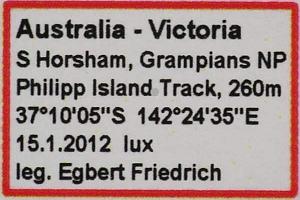 Australia - Victoria
S Horsham, Grampians NP
Philipp Island Track, 260m
37°10'05"S 142°24'35"E
15.1.2012 lux
leg. Egbert Friedrich